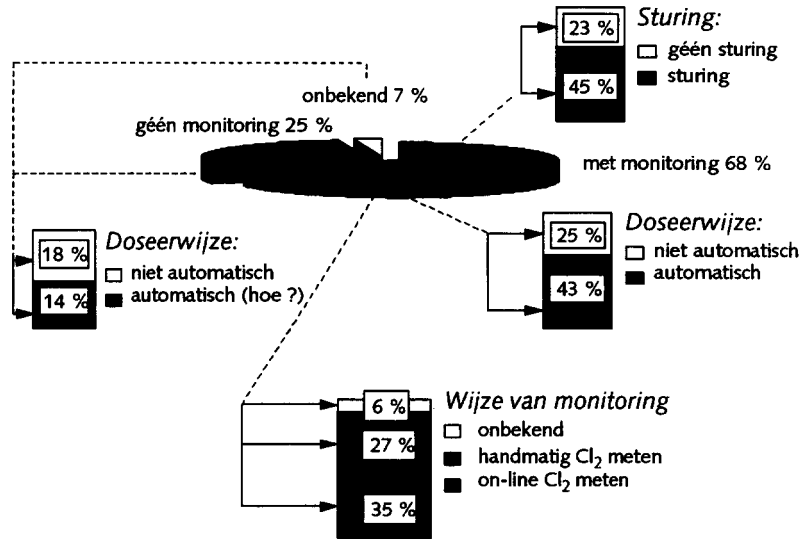 Sturing:
23 %
géén sturing
sturing
45 %
onbekend 7 %
géén monitoring 25 %
met monitoring 68 %
Doseerwijze:
18 %
niet automatisch
14 %
automatisch (hoe ?)
Doseerwijze:
25 %
niet automatisch
automatisch
43 %
Wijze van monitoring
6 %
onbekend
27 %
handmatig Cl₂ meten
on-line Cl₂ meten
35 %